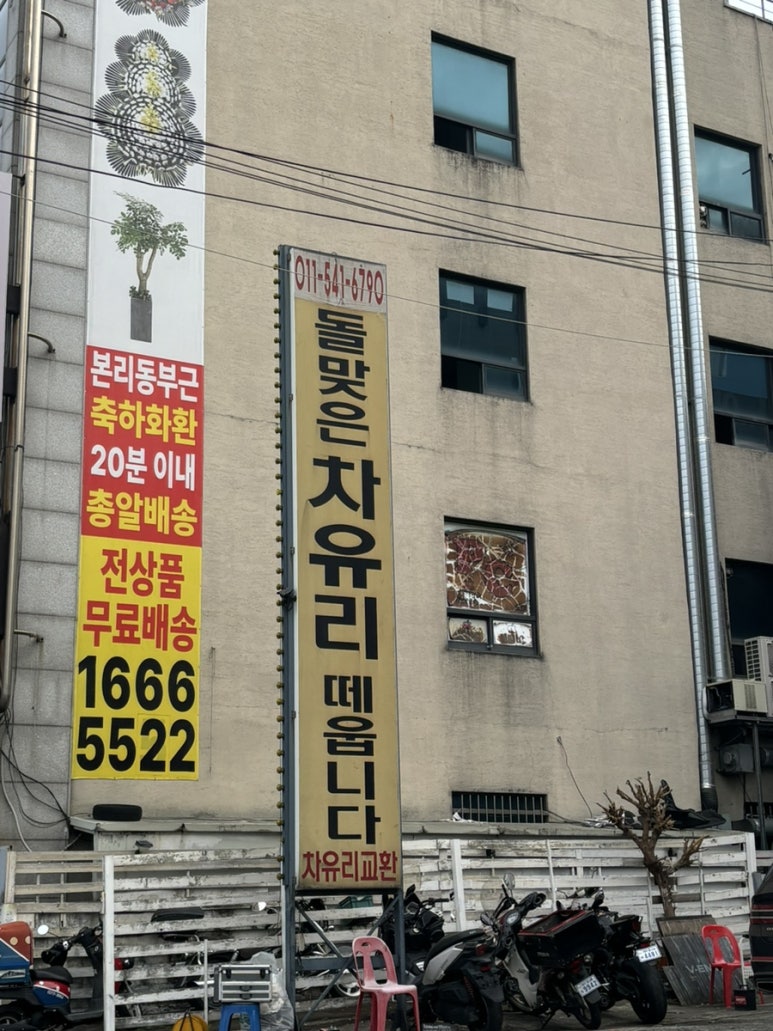 본리동부근
축하화환
20분 이내
총알배송
전상품
무료배송
1666
5522
011-541-6790
돌맞은 차유리 떼웁니다
차유리교환